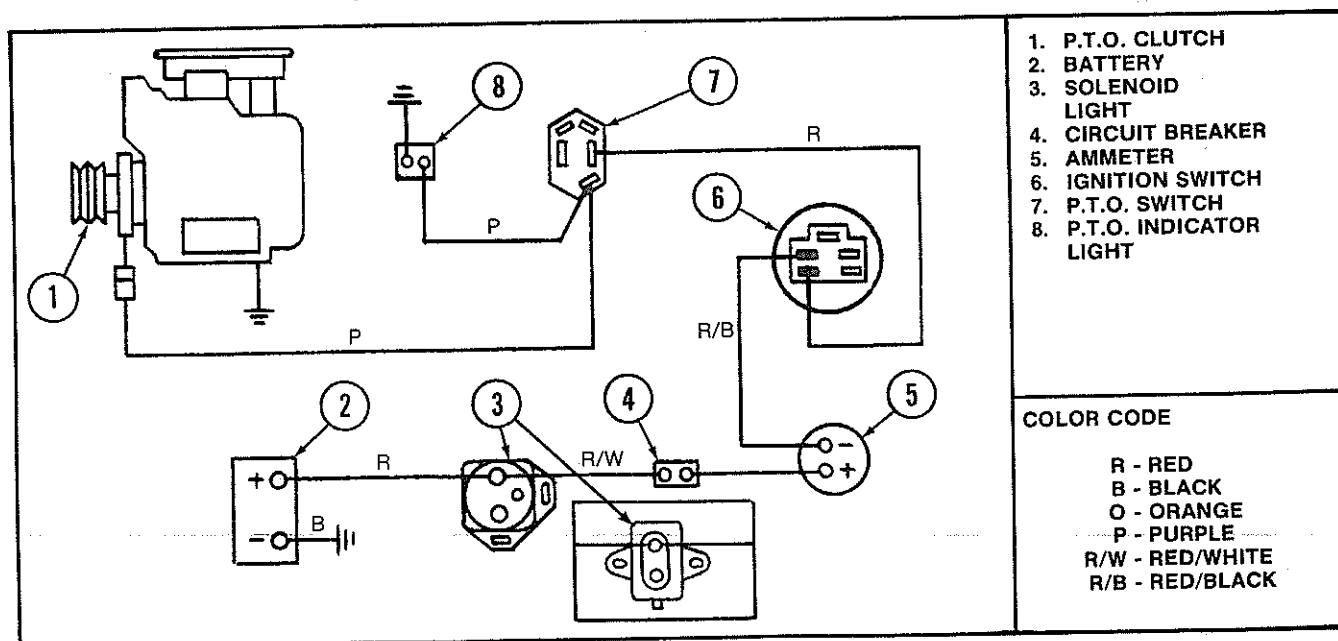 8
7
R
6
P
1
R/B
P
2
3
4
5
R
R/W
+
-
+
B
-
1. P.T.O. CLUTCH
2. BATTERY
3. SOLENOID
LIGHT
4. CIRCUIT BREAKER
5. AMMETER
6. IGNITION SWITCH
7. P.T.O. SWITCH
8. P.T.O. INDICATOR
LIGHT
COLOR CODE
R - RED
B - BLACK
O - ORANGE
P - PURPLE
R/W - RED/WHITE
R/B - RED/BLACK